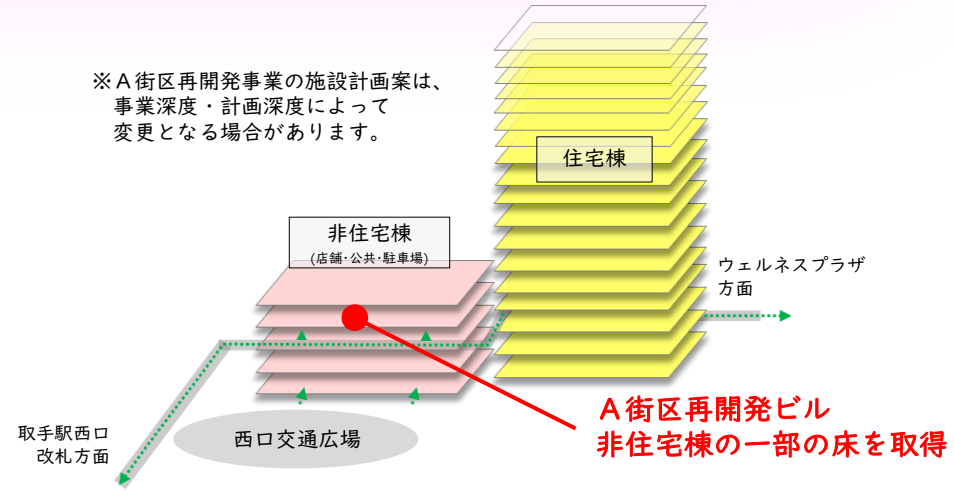 ※Ａ街区再開発事業の施設計画案は、
事業深度・計画深度によって
変更となる場合があります。
住宅棟
非住宅棟
(店舗・公共・駐車場)
ウェルネスプラザ
方面
Ａ街区再開発ビル
非住宅棟の一部の床を取得
取手駅西口
改札方面
西口交通広場